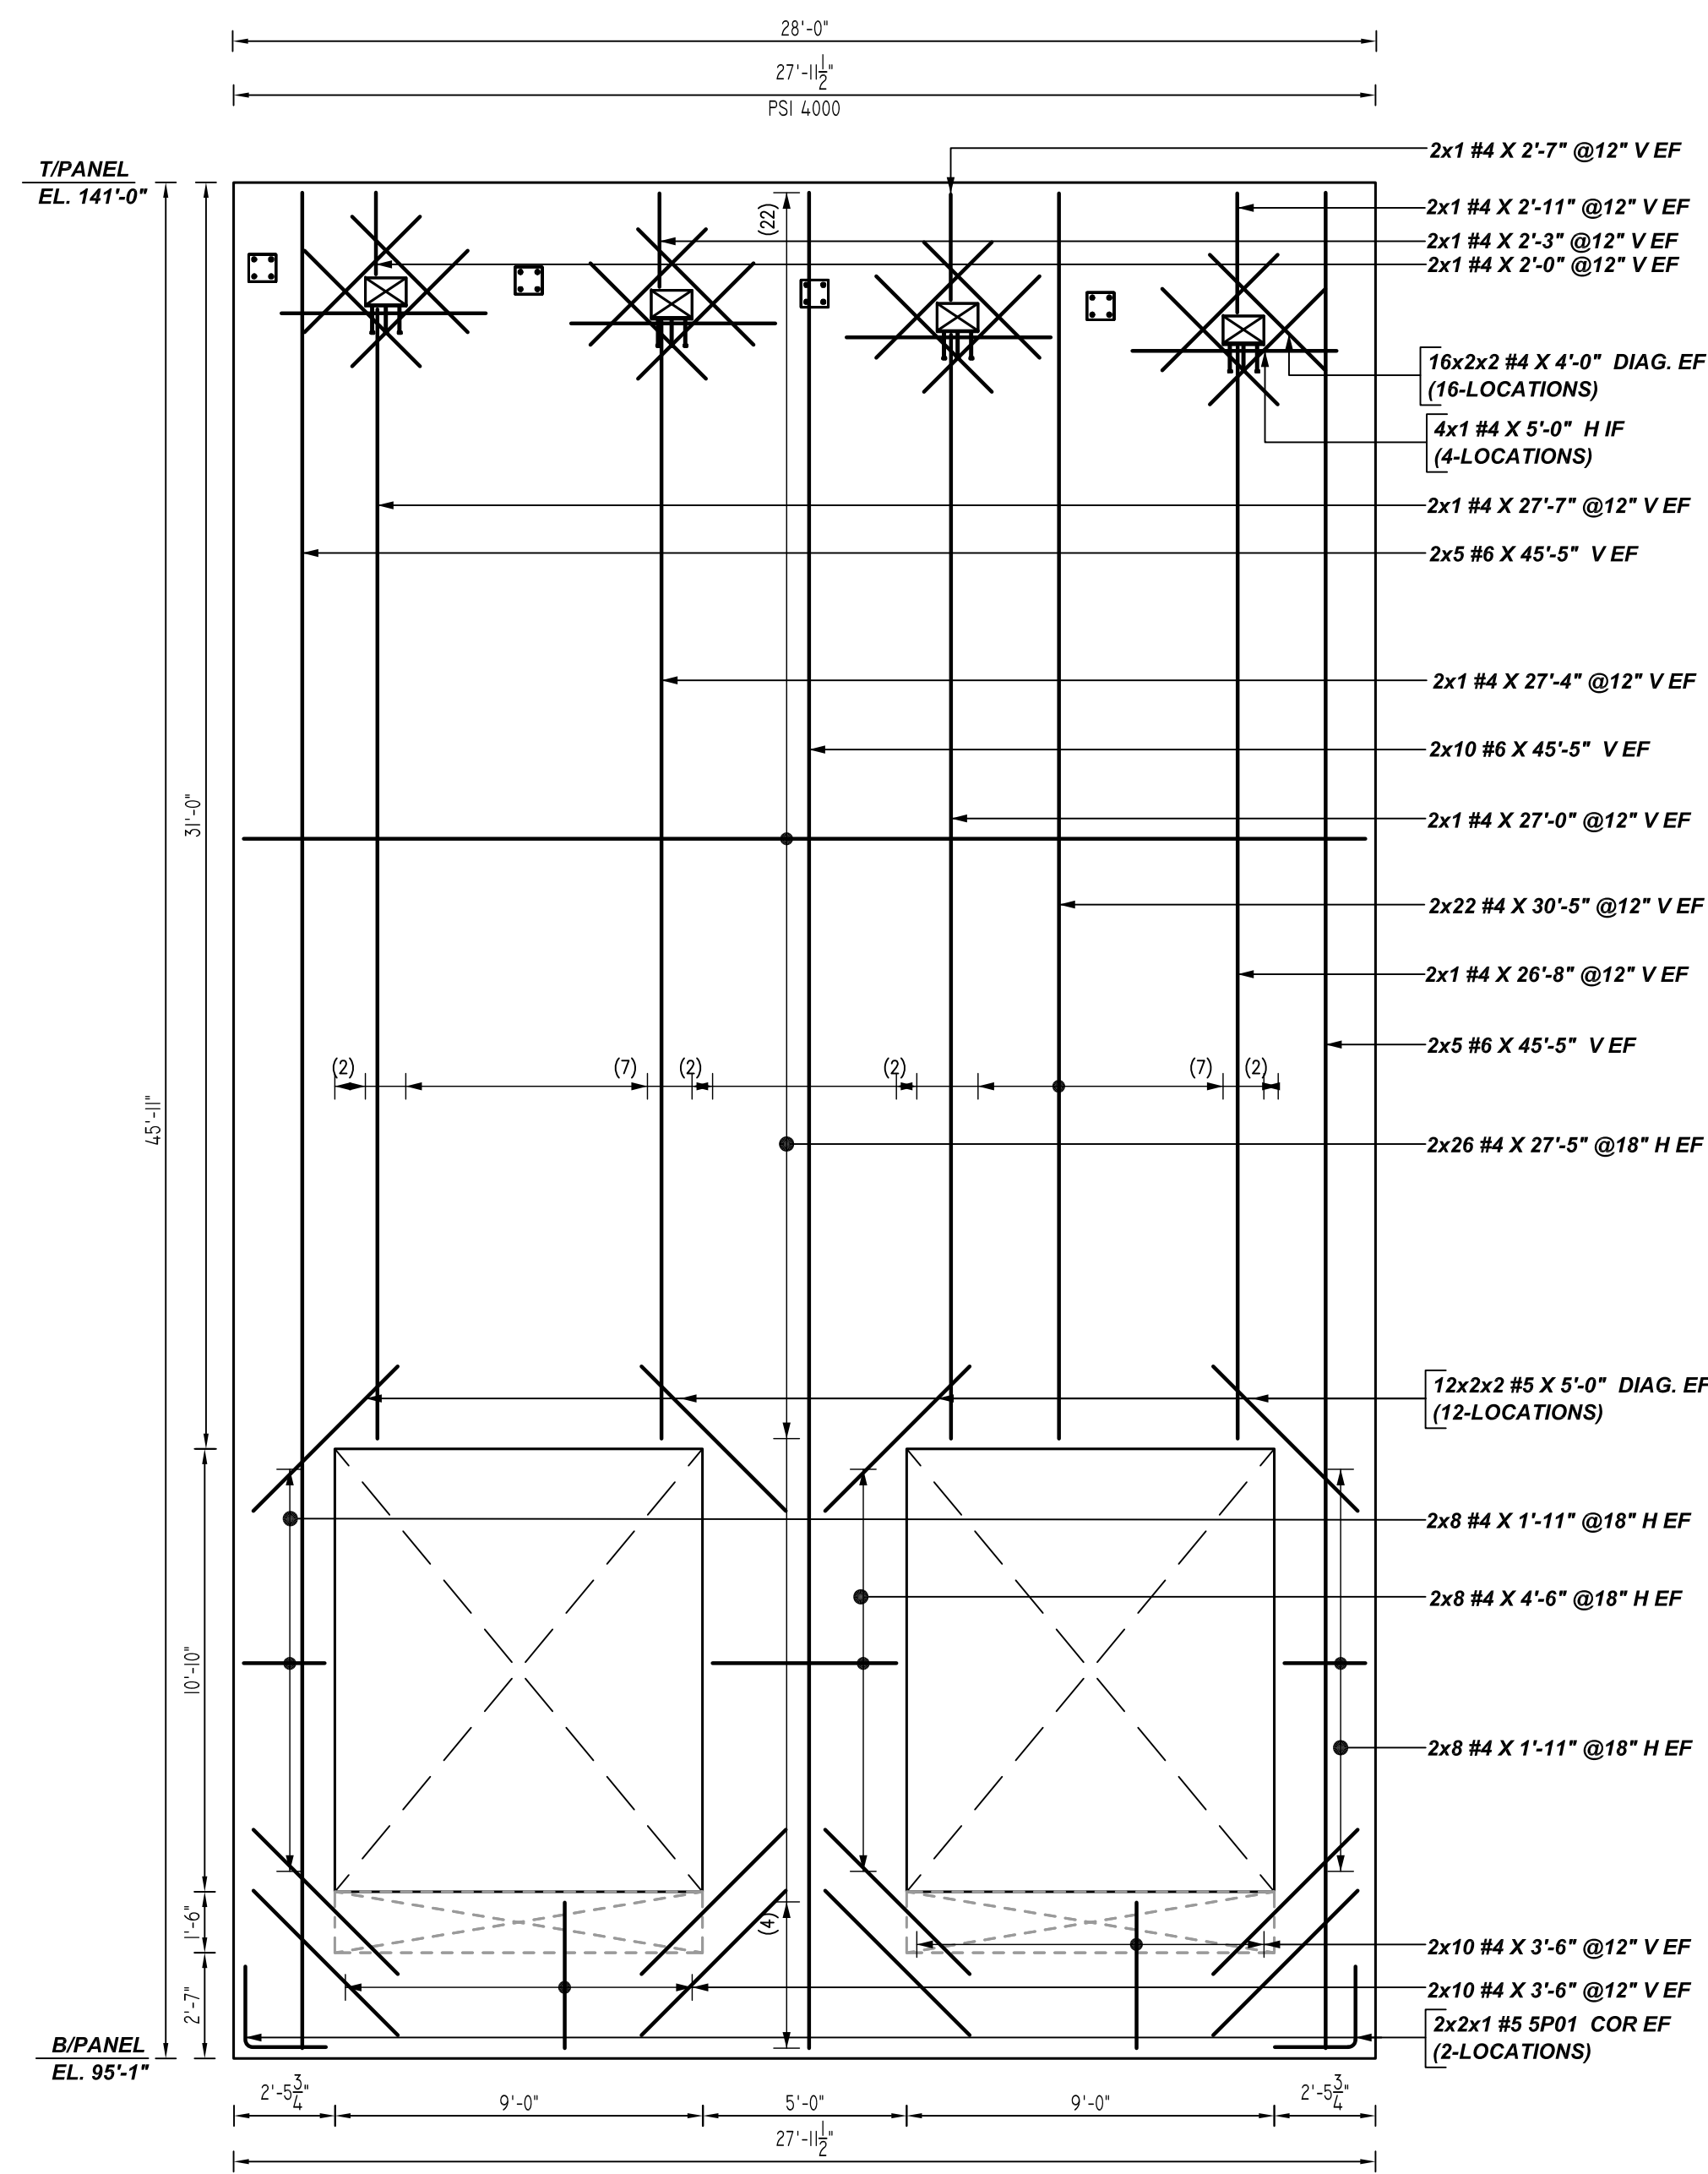 28'-0"
27'-11 1/2"
PSI 4000
T/PANEL
EL. 141'-0"
2x1 #4 X 2'-7" @12" V EF
(22)
2x1 #4 X 2'-11" @12" V EF
2x1 #4 X 2'-3" @12" V EF
2x1 #4 X 2'-0" @12" V EF
16x2x2 #4 X 4'-0" DIAG. EF
(16-LOCATIONS)
4x1 #4 X 5'-0" H IF
(4-LOCATIONS)
2x1 #4 X 27'-7" @12" V EF
2x5 #6 X 45'-5" V EF
2x1 #4 X 27'-4" @12" V EF
2x10 #6 X 45'-5" V EF
31'-0"
2x1 #4 X 27'-0" @12" V EF
2x22 #4 X 30'-5" @12" V EF
2x1 #4 X 26'-8" @12" V EF
2x5 #6 X 45'-5" V EF
(2) (7) (2) (2) (7) (2)
45'-11"
2x26 #4 X 27'-5" @18" H EF
12x2x2 #5 X 5'-0" DIAG. EF
(12-LOCATIONS)
2x8 #4 X 1'-11" @18" H EF
2x8 #4 X 4'-6" @18" H EF
10'-10"
2x8 #4 X 1'-11" @18" H EF
1'-6"
(4)
2x10 #4 X 3'-6" @12" V EF
2x10 #4 X 3'-6" @12" V EF
2'-7"
2x2x1 #5 5P01 COR EF
(2-LOCATIONS)
B/PANEL
EL. 95'-1"
2'-5 3/4" 9'-0" 5'-0" 9'-0" 2'-5 3/4"
27'-11 1/2"